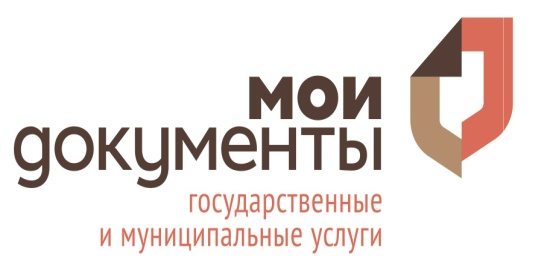 мои
документы
государственные
и муниципальные услуги